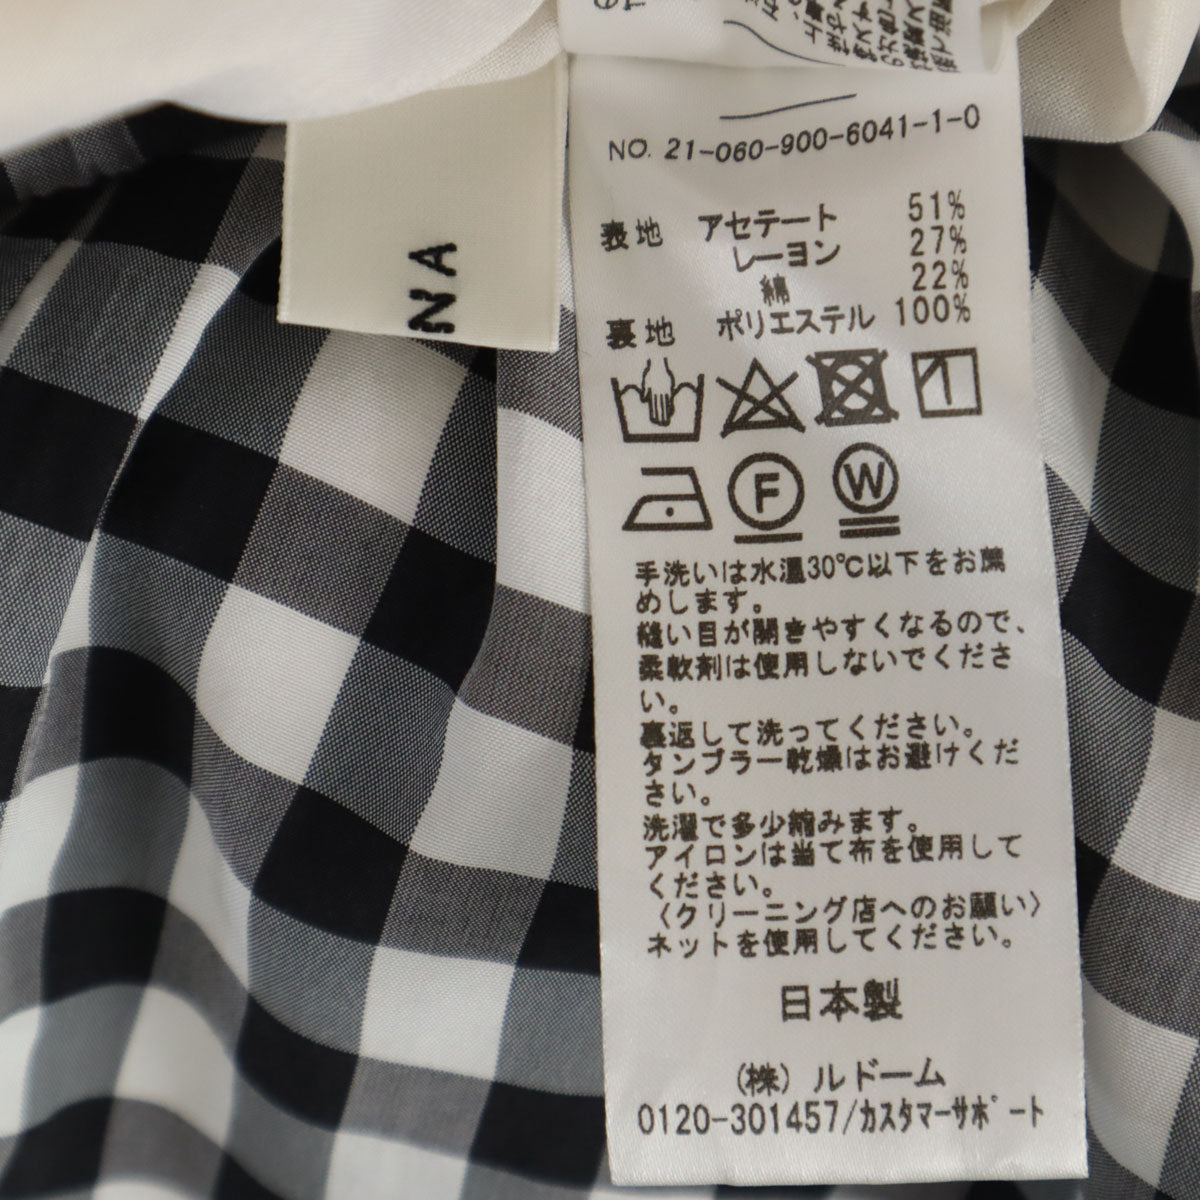 NA
NO. 21-060-900-6041-1-0
表地 アセテート 51%
レーヨン 27%
綿 22%
裏地 ポリエステル 100%
F W
手洗いは水温30℃以下をお薦
めします。
縫い目が開きやすくなるので、
柔軟剤は使用しないでくださ
い。
裏返して洗ってください。
タンブラー乾燥はお避けくだ
さい。
洗濯で多少縮みます。
アイロンは当て布を使用して
ください。
〈クリーニング店へのお願い〉
ネットを使用してください。
日本製
(株) ルドーム
0120-301457/カスタマーサポート